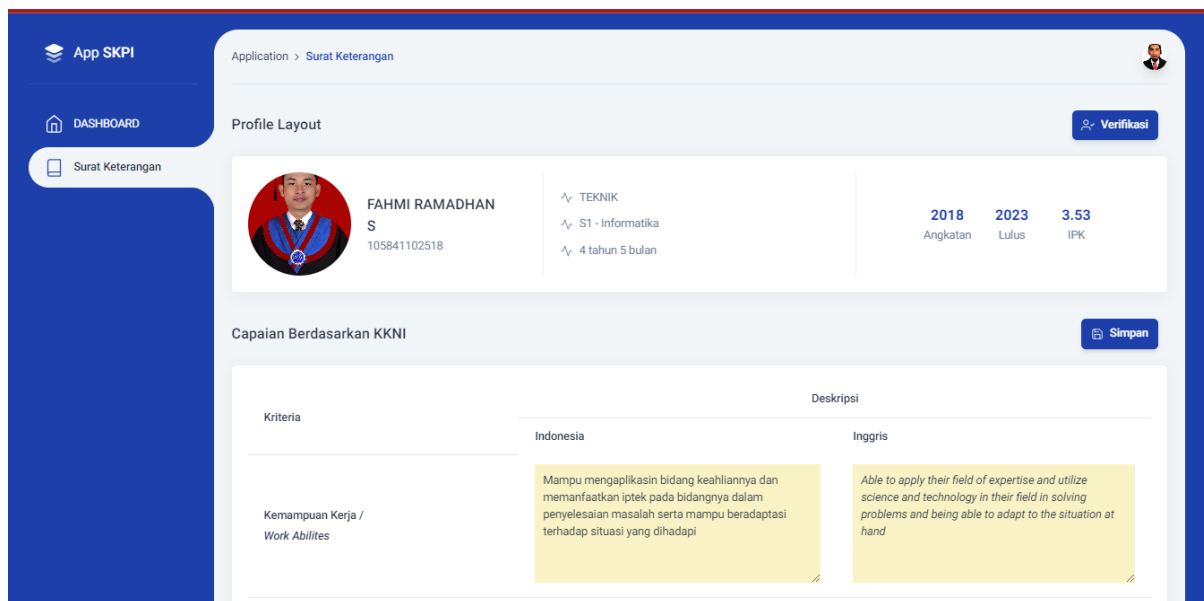 App SKPI
Application > Surat Keterangan
DASHBOARD
Surat Keterangan
Profile Layout
Verifikasi
FAHMI RAMADHAN
S
105841102518
TEKNIK
S1 - Informatika
4 tahun 5 bulan
2018 2023 3.53
Angkatan Lulus IPK
Capaian Berdasarkan KKNI
Simpan
Kriteria
Deskripsi
Indonesia
Inggris
Kemampuan Kerja /
Work Abilites
Mampu mengaplikasin bidang keahliannya dan
memanfaatkan iptek pada bidangnya dalam
penyelesaian masalah serta mampu beradaptasi
terhadap situasi yang dihadapi
Able to apply their field of expertise and utilize
science and technology in their field in solving
problems and being able to adapt to the situation at
hand